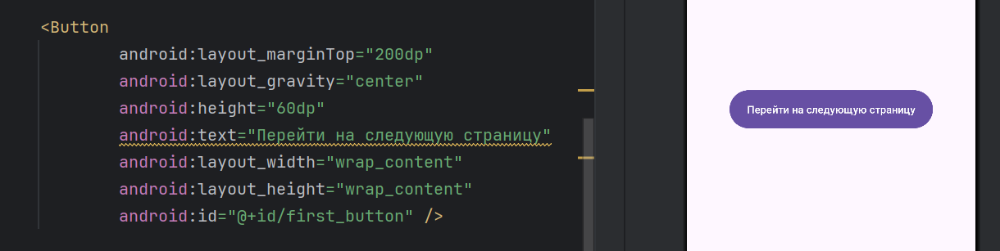 <Button
android:layout_marginTop="200dp"
android:layout_gravity="center"
android:height="60dp"
android:text="Перейти на следующую страницу"
android:layout_width="wrap_content"
android:layout_height="wrap_content"
android:id="@+id/first_button" />
Перейти на следующую страницу